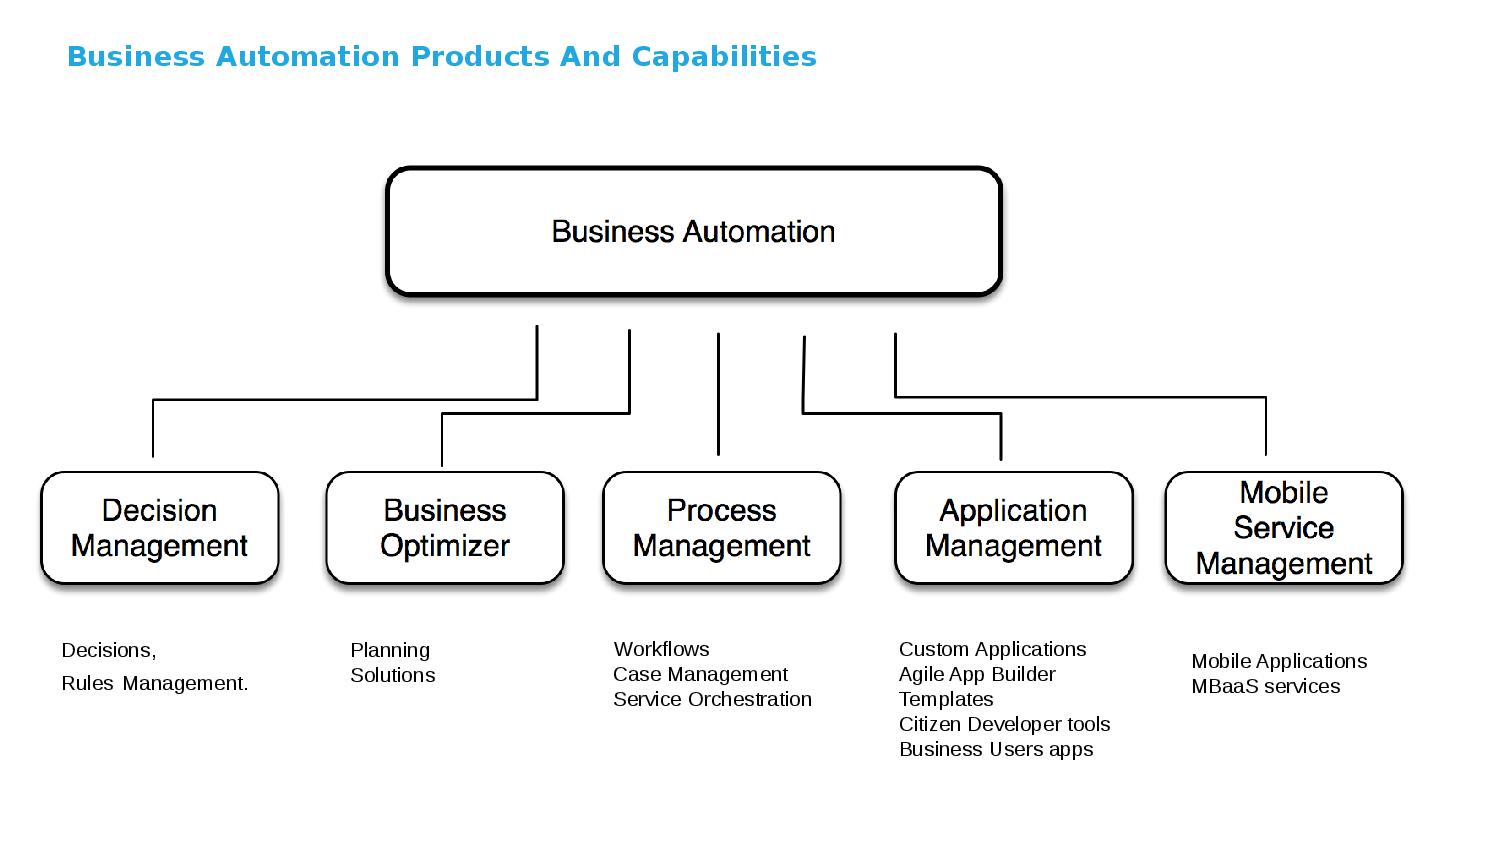 Business Automation Products And Capabilities
Business Automation
Decision
Management
Business
Optimizer
Process
Management
Application
Management
Mobile
Service
Management
Decisions,
Rules Management.
Planning
Solutions
Workflows
Case Management
Service Orchestration
Custom Applications
Agile App Builder
Templates
Citizen Developer tools
Business Users apps
Mobile Applications
MBaaS services